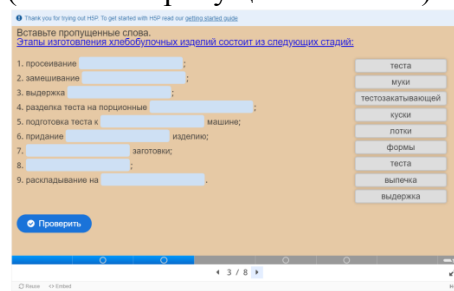 Thank you for trying out H5P. To get started with H5P read our getting started guide
Вставьте пропущенные слова.
Этапы изготовления хлебобулочных изделий состоит из следующих стадий:
1. просеивание ;
2. замешивание ;
3. выдержка ;
4. разделка теста на порционные ;
5. подготовка теста к машине;
6. придание изделию;
7. заготовки;
8. ;
9. раскладывание на .
теста
муки
тестозакатывающей
куски
лотки
формы
теста
выпечка
выдержка
Проверить
3 / 8
Reuse <> Embed